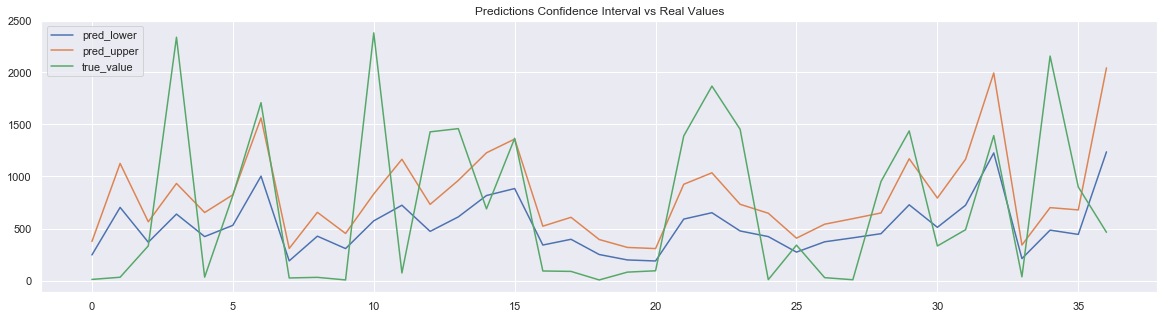 Predictions Confidence Interval vs Real Values
2500
2000
1500
1000
500
0
pred_lower
pred_upper
true_value
0 5 10 15 20 25 30 35